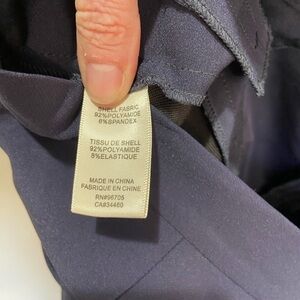 SHELL FABRIC
92%POLYAMIDE
8%SPANDEX
TISSU DE SHELL
92%POLYAMIDE
8%ELASTIQUE
MADE IN CHINA
FABRIQUE EN CHINE
RN#96705
CA#34460